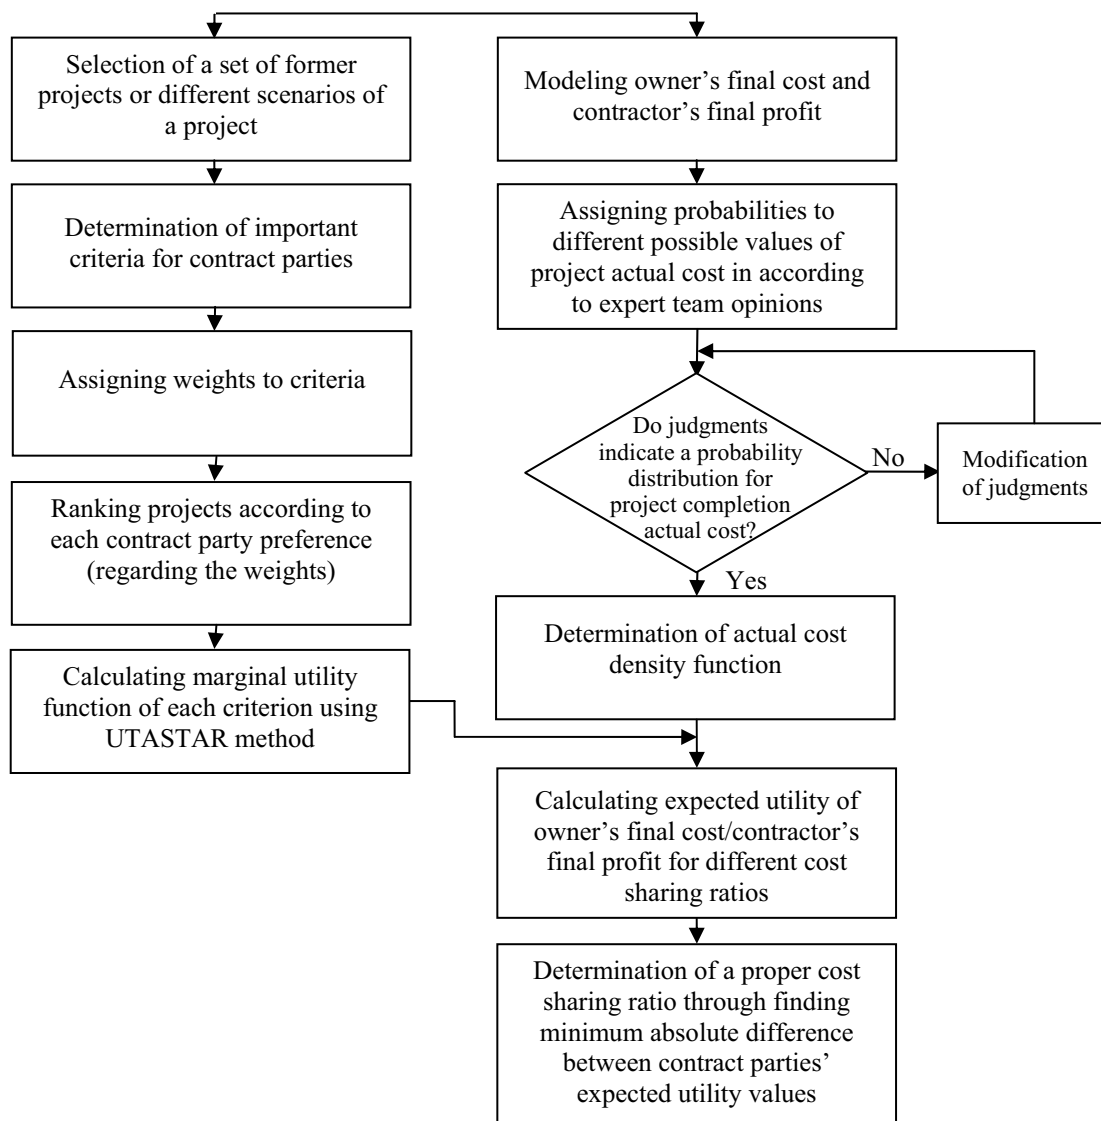 Selection of a set of former
projects or different scenarios of
a project
Determination of important
criteria for contract parties
Assigning weights to criteria
Ranking projects according to
each contract party preference
(regarding the weights)
Calculating marginal utility
function of each criterion using
UTASTAR method
Modeling owner’s final cost and
contractor’s final profit
Assigning probabilities to
different possible values of
project actual cost in according
to expert team opinions
Do judgments
indicate a probability
distribution for
project completion
actual cost?
No
Modification
of judgments
Yes
Determination of actual cost
density function
Calculating expected utility of
owner’s final cost/contractor’s
final profit for different cost
sharing ratios
Determination of a proper cost
sharing ratio through finding
minimum absolute difference
between contract parties’
expected utility values